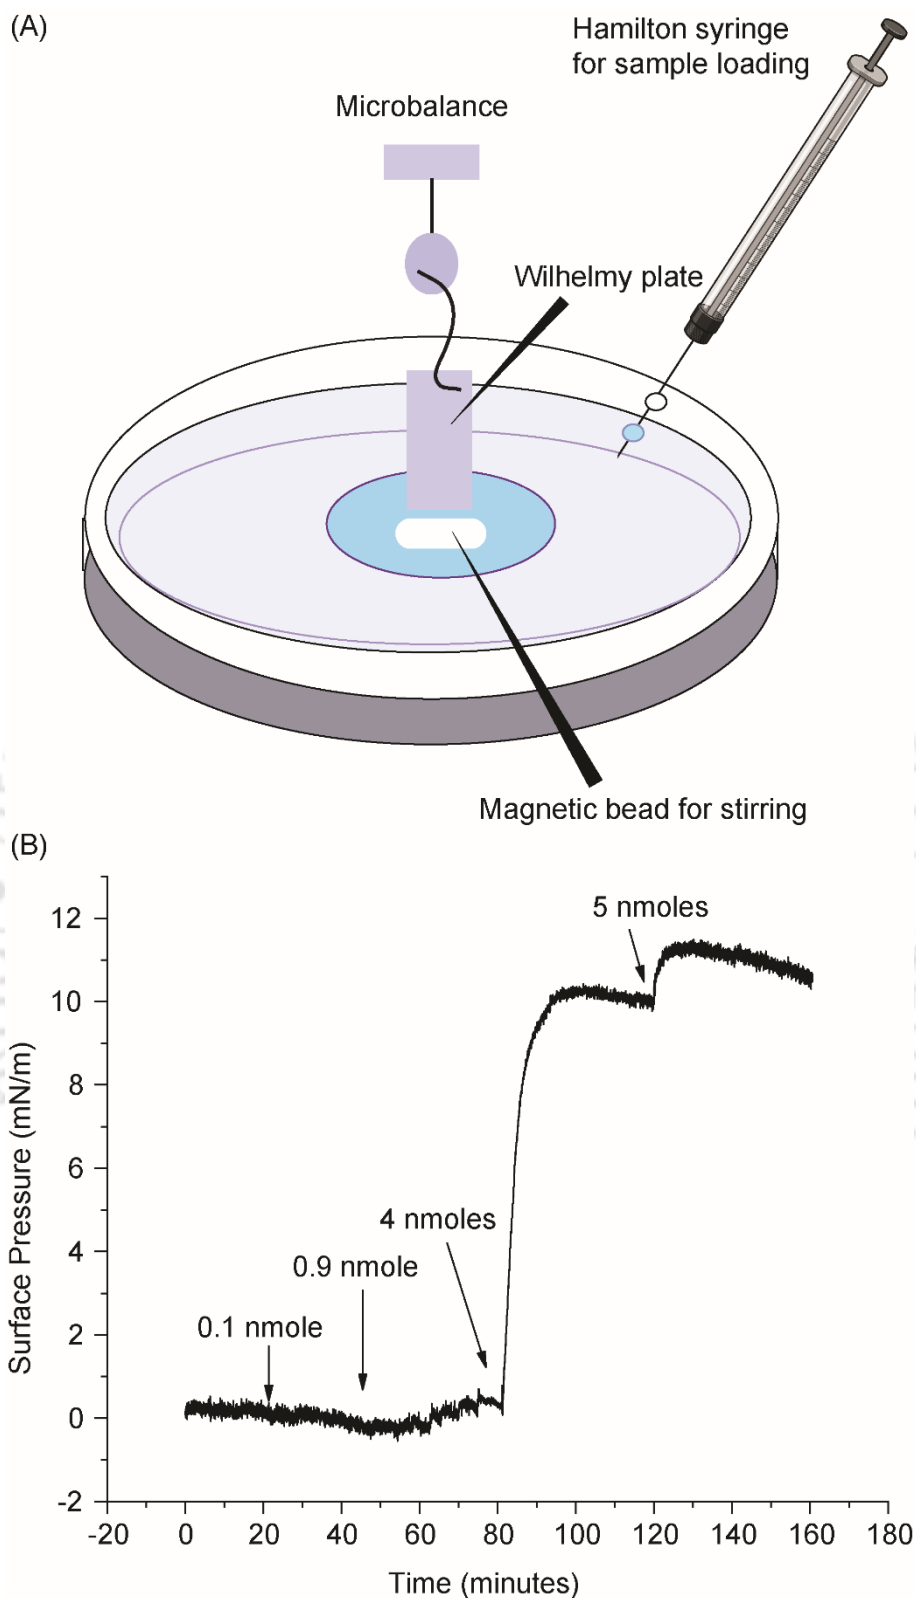 (A)
Hamilton syringe
for sample loading
Microbalance
Wilhelmy plate
Magnetic bead for stirring
(B)
5 nmoles
4 nmoles
0.9 nmole
0.1 nmole
Surface Pressure (mN/m)
12
10
8
6
4
2
0
-2
-20 0 20 40 60 80 100 120 140 160 180
Time (minutes)